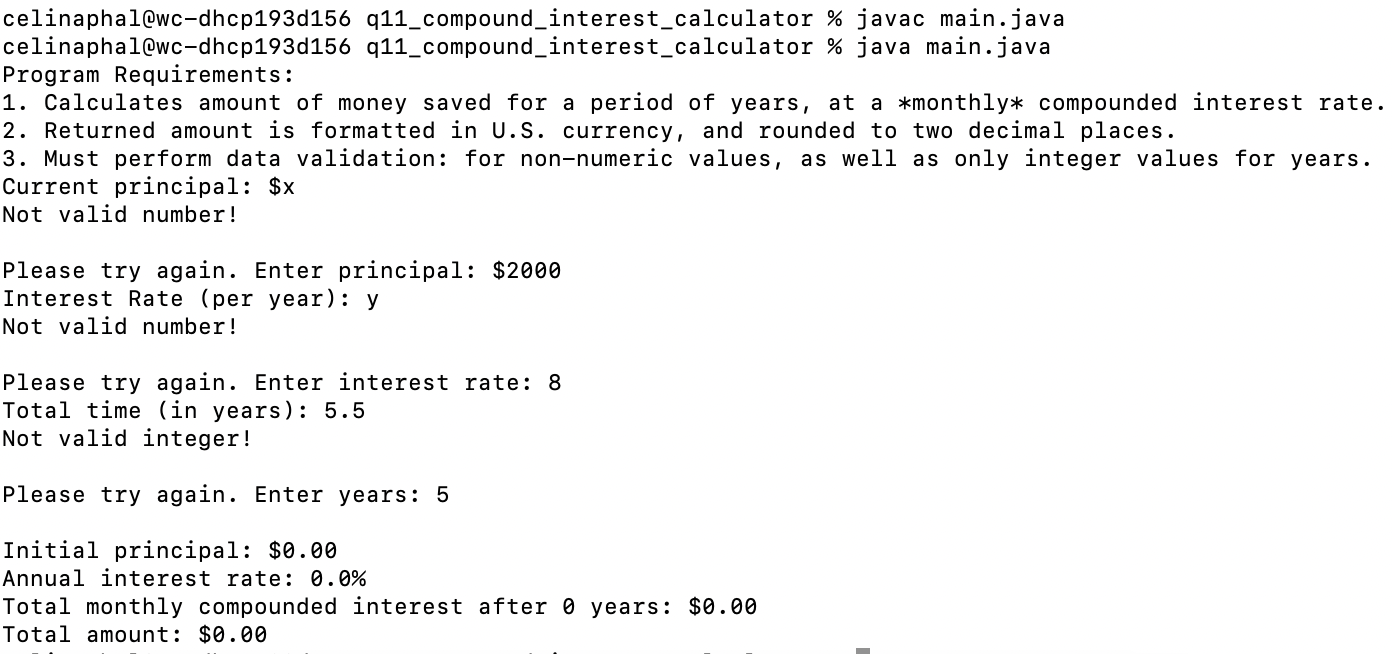 celinaphal@wc-dhcp193d156 q11_compound_interest_calculator % javac main.java
celinaphal@wc-dhcp193d156 q11_compound_interest_calculator % java main.java
Program Requirements:
1. Calculates amount of money saved for a period of years, at a *monthly* compounded interest rate.
2. Returned amount is formatted in U.S. currency, and rounded to two decimal places.
3. Must perform data validation: for non-numeric values, as well as only integer values for years.
Current principal: $x
Not valid number!
Please try again. Enter principal: $2000
Interest Rate (per year): y
Not valid number!
Please try again. Enter interest rate: 8
Total time (in years): 5.5
Not valid integer!
Please try again. Enter years: 5
Initial principal: $0.00
Annual interest rate: 0.0%
Total monthly compounded interest after 0 years: $0.00
Total amount: $0.00